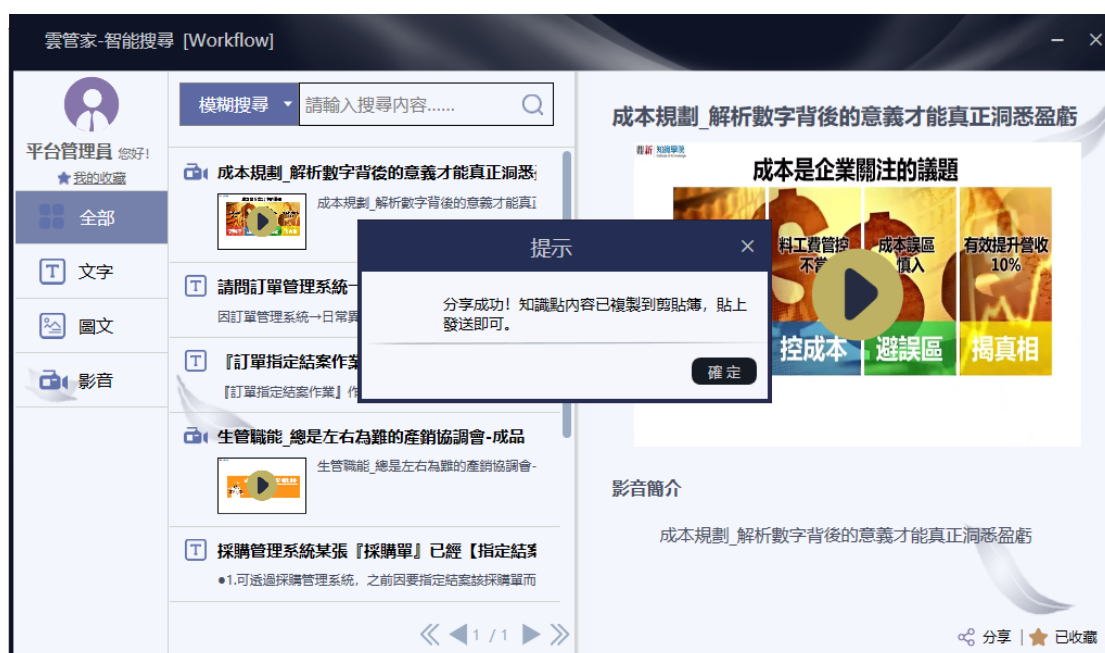 雲管家-智能搜尋 [Workflow]
平台管理員 您好!
我的收藏
全部
文字
圖文
影音
模糊搜尋
請輸入搜尋內容......
成本規劃_解析數字背後的意義才能真正洞悉
成本規劃_解析數字背後的意義才能真正
請問訂單管理系統
因訂單管理系統→日常異
『訂單指定結案作業
『訂單指定結案作業』作
生管職能_總是左右為難的產銷協調會-成品
生管職能_總是左右為難的產銷協調會-
採購管理系統某張『採購單』已經【指定結案
●1.可透過採購管理系統，之前因要指定結案該採購單而
1 / 1
提示
分享成功！知識點內容已複製到剪貼簿，貼上
發送即可。
確定
成本規劃_解析數字背後的意義才能真正洞悉盈虧
鼎新 知識學院
成本是企業關注的議題
料工費管控
不當
成本誤區
慎入
有效提升營收
10%
控成本
避誤區
揭真相
影音簡介
成本規劃_解析數字背後的意義才能真正洞悉盈虧
分享 | 已收藏